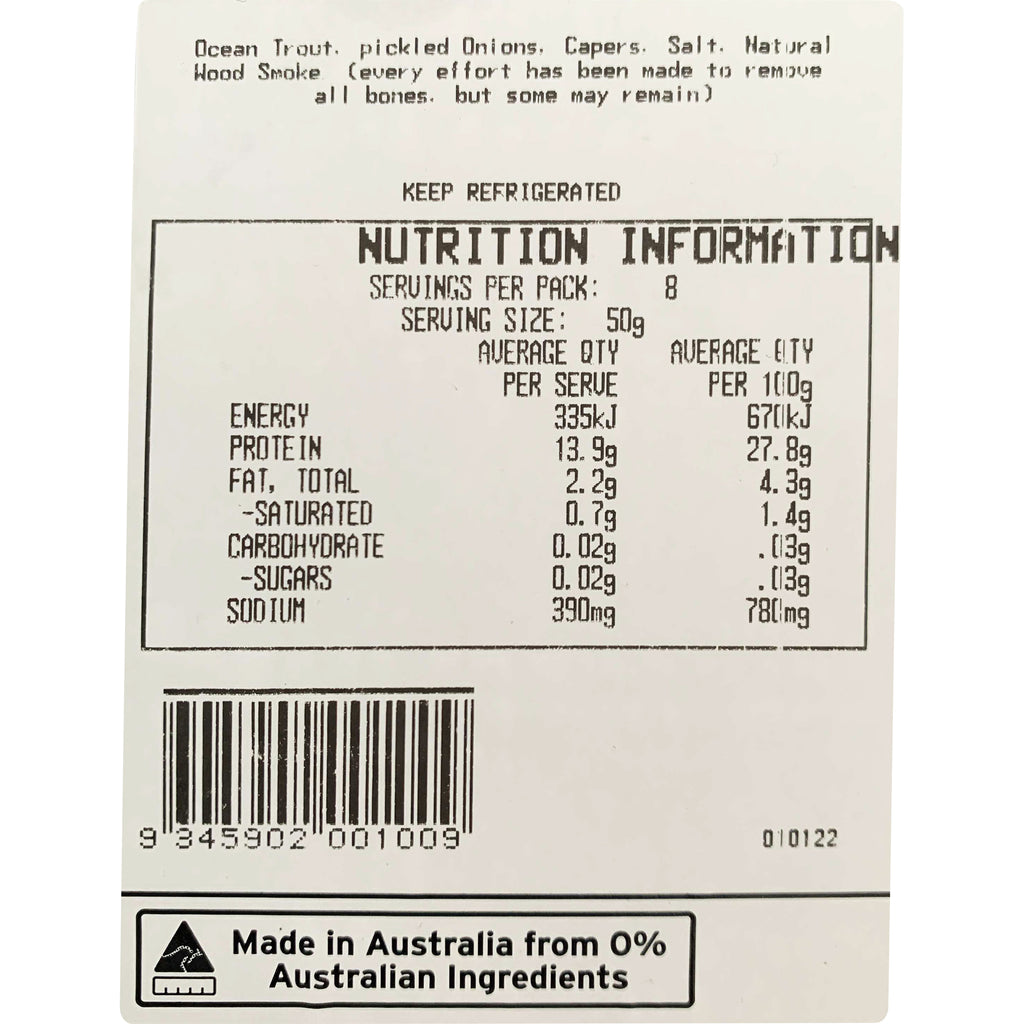 Ocean Trout, pickled Onions, Capers, Salt, Natural
Wood Smoke (every effort has been made to remove
all bones, but some may remain)
KEEP REFRIGERATED
NUTRITION INFORMATION
SERVINGS PER PACK: 8
SERVING SIZE: 50g
AVERAGE QTY AVERAGE QTY
PER SERVE PER 100g
ENERGY 335kJ 670kJ
PROTEIN 13.9g 27.8g
FAT, TOTAL 2.2g 4.3g
-SATURATED 0.7g 1.4g
CARBOHYDRATE 0.02g .03g
-SUGARS 0.02g .03g
SODIUM 390mg 780mg
9 345902 001009
010122
Made in Australia from 0%
Australian Ingredients